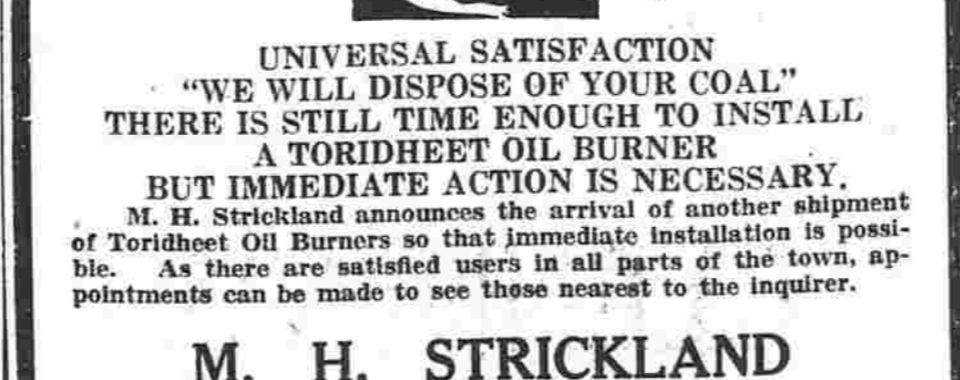 UNIVERSAL SATISFACTION
“WE WILL DISPOSE OF YOUR COAL”
THERE IS STILL TIME ENOUGH TO INSTALL
A TORIDHEET OIL BURNER
BUT IMMEDIATE ACTION IS NECESSARY.
M. H. Strickland announces the arrival of another shipment
of Toridheet Oil Burners so that immediate installation is possi-
ble. As there are satisfied users in all parts of the town, ap-
pointments can be made to see those nearest to the inquirer.
M. H. STRICKLAND